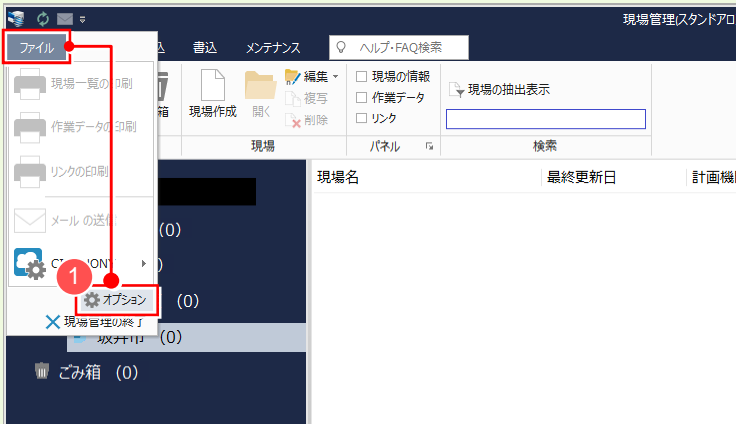 現場管理(スタンドアロ
ファイル
込 書込 メンテナンス ヘルプ・FAQ検索
現場一覧の印刷
作業データの印刷
リンクの印刷
メール の送信
オプション
現場管理の終了
箱
現場作成
開く
編集
複写
削除
現場
現場の情報
作業データ
リンク
パネル
現場の抽出表示
検索
現場名 最終更新日 計画機
(0)
)
(0)
坂井市 (0)
ごみ箱 (0)
1